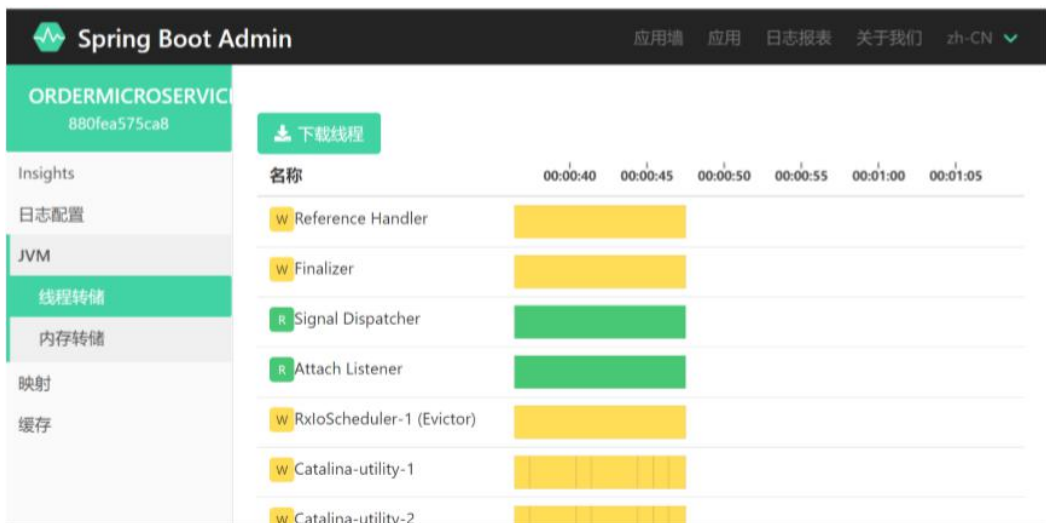 Spring Boot Admin 应用墙 应用 日志报表 关于我们 zh-CN
ORDERMICROSERVIC
880fea575ca8
下载线程
Insights
日志配置
JVM
线程转储
内存转储
映射
缓存
名称 00:00:40 00:00:45 00:00:50 00:00:55 00:01:00 00:01:05
W Reference Handler
W Finalizer
R Signal Dispatcher
R Attach Listener
W RxIoScheduler-1 (Evictor)
W Catalina-utility-1
W Catalina-utility-2